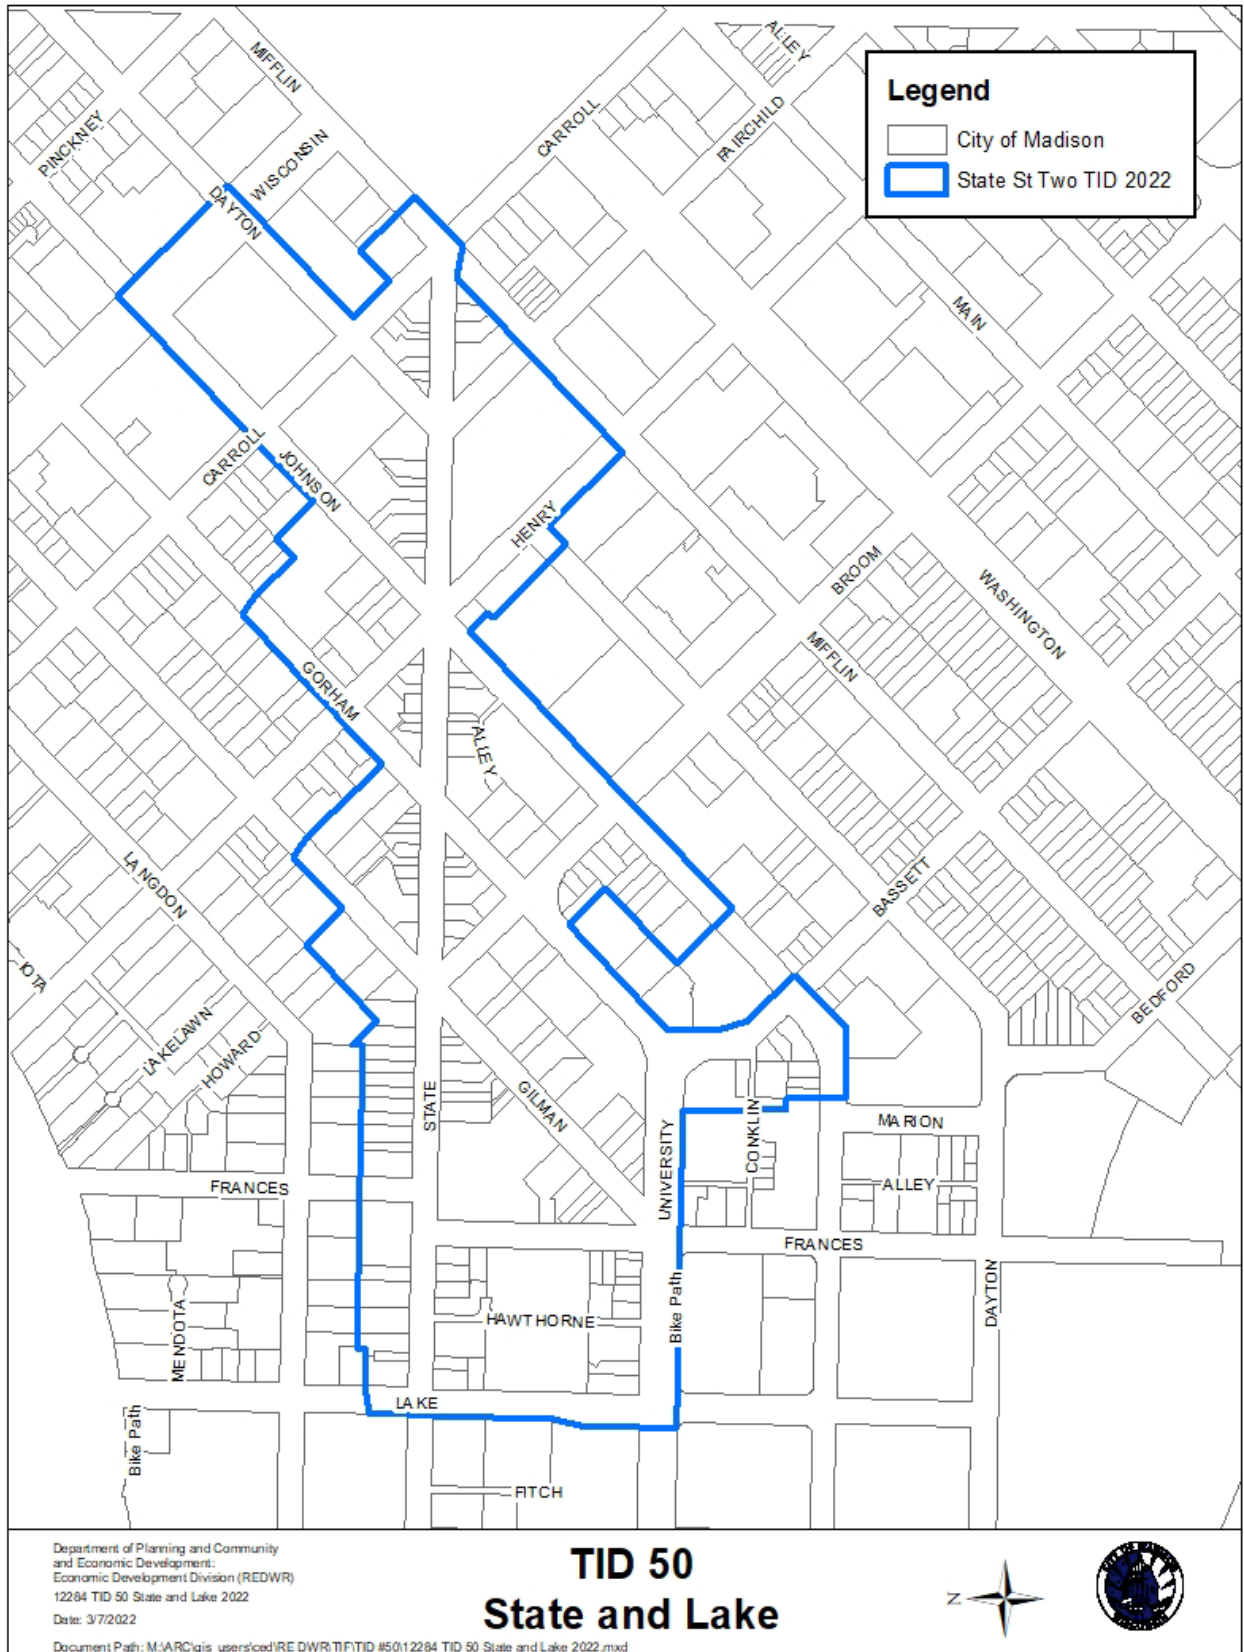 ALLEY
MIFFLIN
Legend
City of Madison
State St Two TID 2022
CARROLL
FAIRCHILD
PINCKNEY
WISCONSIN
DAYTON
MAIN
CARROLL
JOHNSON
HENRY
BROOM
WASHINGTON
MIFFLIN
GORHAM
ALLEY
LANGDON
BASSETT
IOTA
BEDFORD
LAKELAWN
HOWARD
STATE
GILMAN
UNIVERSITY
CONKLIN
MARION
ALLEY
FRANCES
FRANCES
DAYTON
Bike Path
MENDOTA
HAWTHORNE
LAKE
Bike Path
FITCH
Department of Planning and Community
and Economic Development:
Economic Development Division (REDWR)
12284 TID 50 State and Lake 2022
Date: 3/7/2022
Document Path: M:\ARC\gis_users\ced\REDWR\TIF\TID #50\12284 TID 50 State and Lake 2022.mxd
TID 50
State and Lake
N